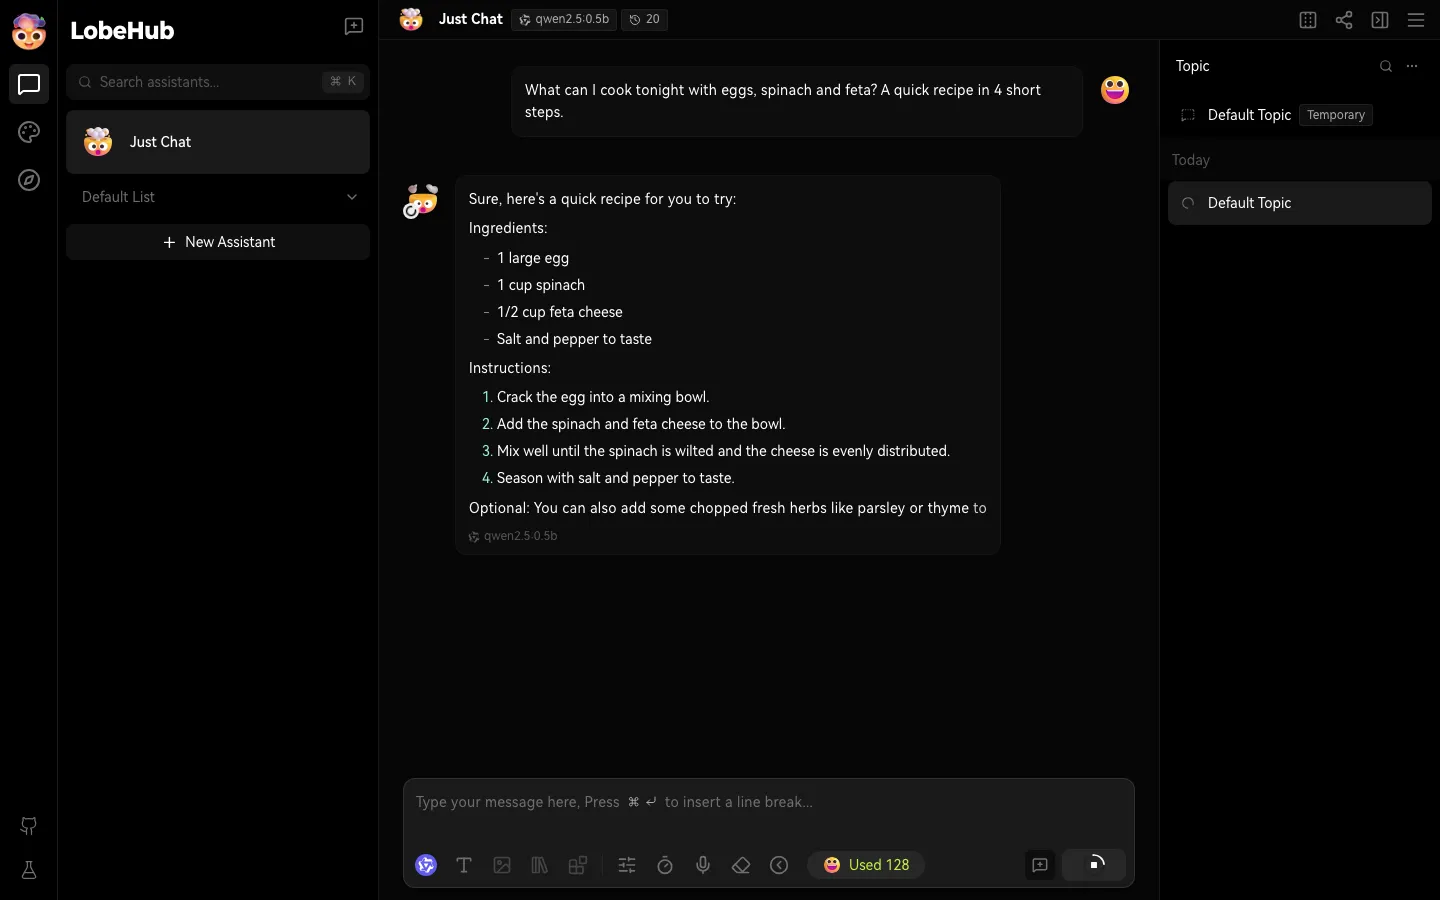 LobeHub
Search assistants...
⌘ K
Just Chat
Default List
New Assistant
Just Chat
qwen2.5:0.5b
20
What can I cook tonight with eggs, spinach and feta? A quick recipe in 4 short
steps.
Sure, here's a quick recipe for you to try:
Ingredients:
- 1 large egg
- 1 cup spinach
- 1/2 cup feta cheese
- Salt and pepper to taste
Instructions:
1. Crack the egg into a mixing bowl.
2. Add the spinach and feta cheese to the bowl.
3. Mix well until the spinach is wilted and the cheese is evenly distributed.
4. Season with salt and pepper to taste.
Optional: You can also add some chopped fresh herbs like parsley or thyme to
qwen2.5:0.5b
Type your message here, Press ⌘ ⏎ to insert a line break...
Used 128
Topic
Default Topic
Temporary
Today
Default Topic